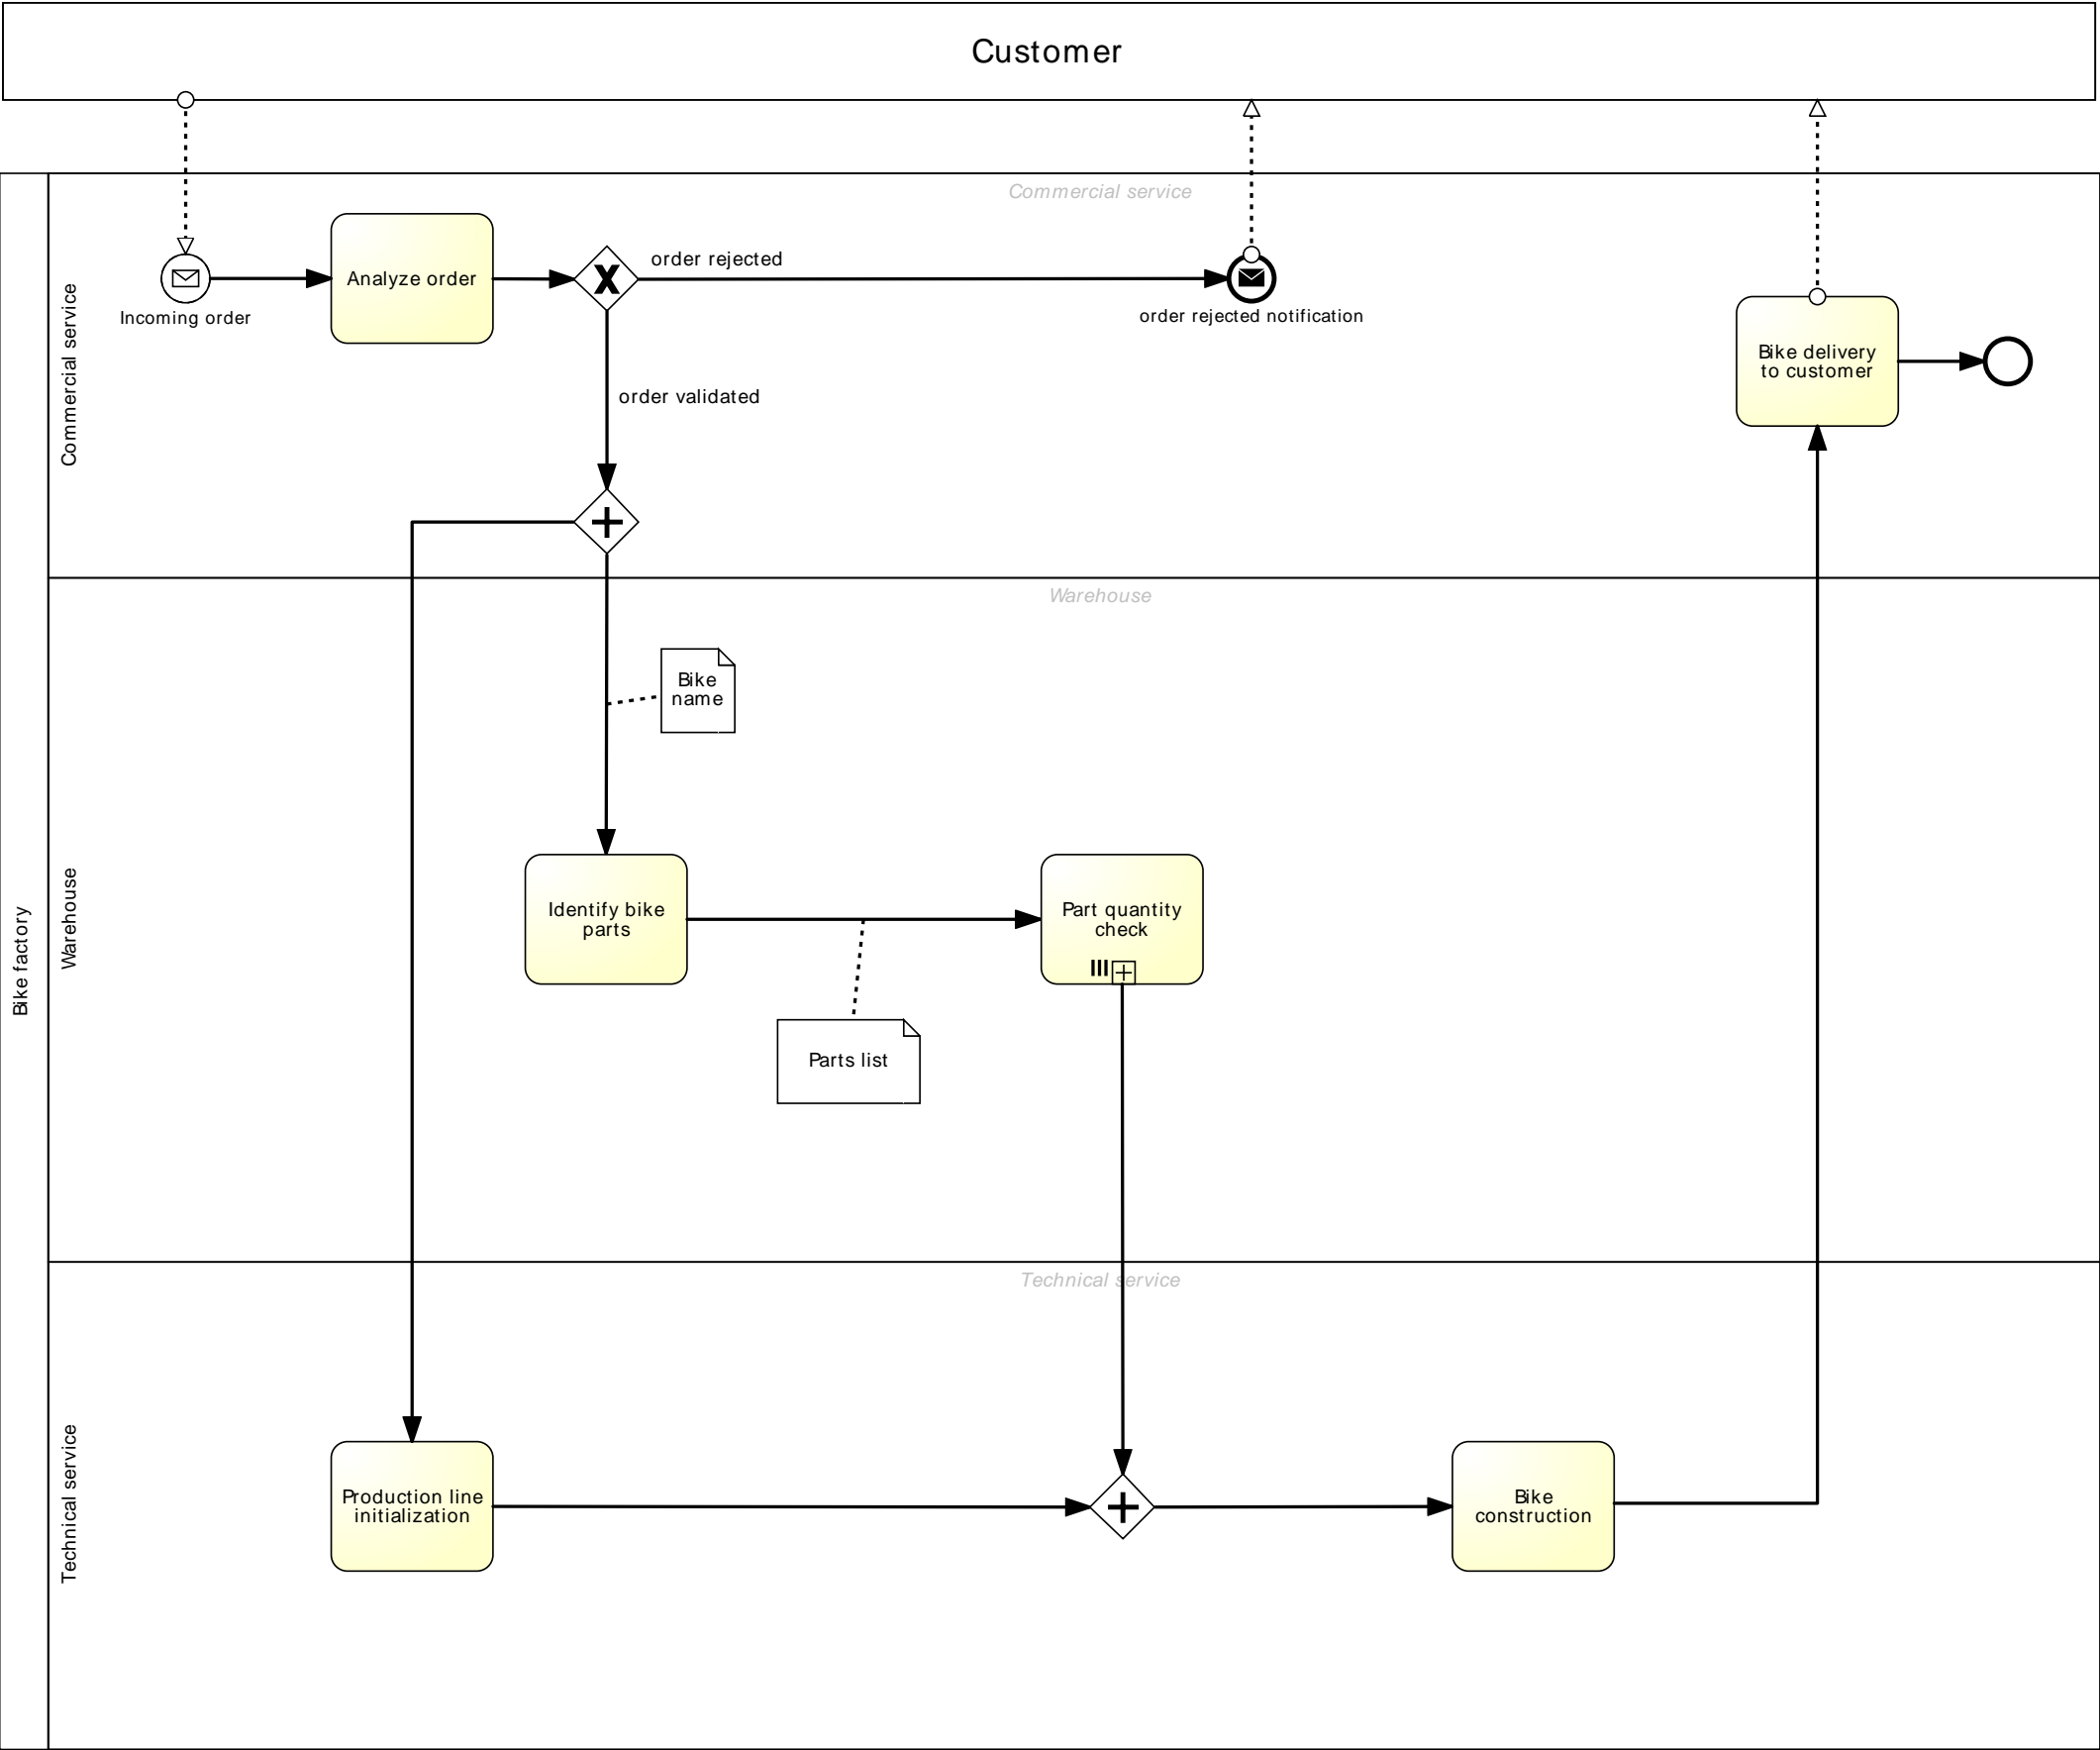 Customer
Commercial service
Analyze order
order rejected
Incoming order
order rejected notification
Bike delivery
to customer
Commercial service
order validated
Warehouse
Bike
name
Identify bike
parts
Part quantity
check
Warehouse
Bike factory
Parts list
Technical service
Production line
initialization
Bike
construction
Technical service